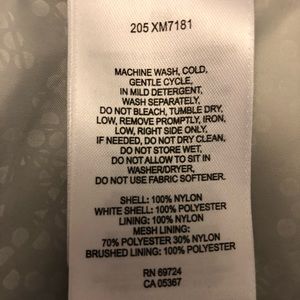 205 XM7181
MACHINE WASH, COLD,
GENTLE CYCLE,
IN MILD DETERGENT,
WASH SEPARATELY,
DO NOT BLEACH, TUMBLE DRY,
LOW, REMOVE PROMPTLY, IRON,
LOW, RIGHT SIDE ONLY,
IF NEEDED, DO NOT DRY CLEAN,
DO NOT STORE WET,
DO NOT ALLOW TO SIT IN
WASHER/DRYER,
DO NOT USE FABRIC SOFTENER.
SHELL: 100% NYLON
WHITE SHELL: 100% POLYESTER
LINING: 100% NYLON
MESH LINING:
70% POLYESTER 30% NYLON
BRUSHED LINING: 100% POLYESTER
RN 69724
CA 05367